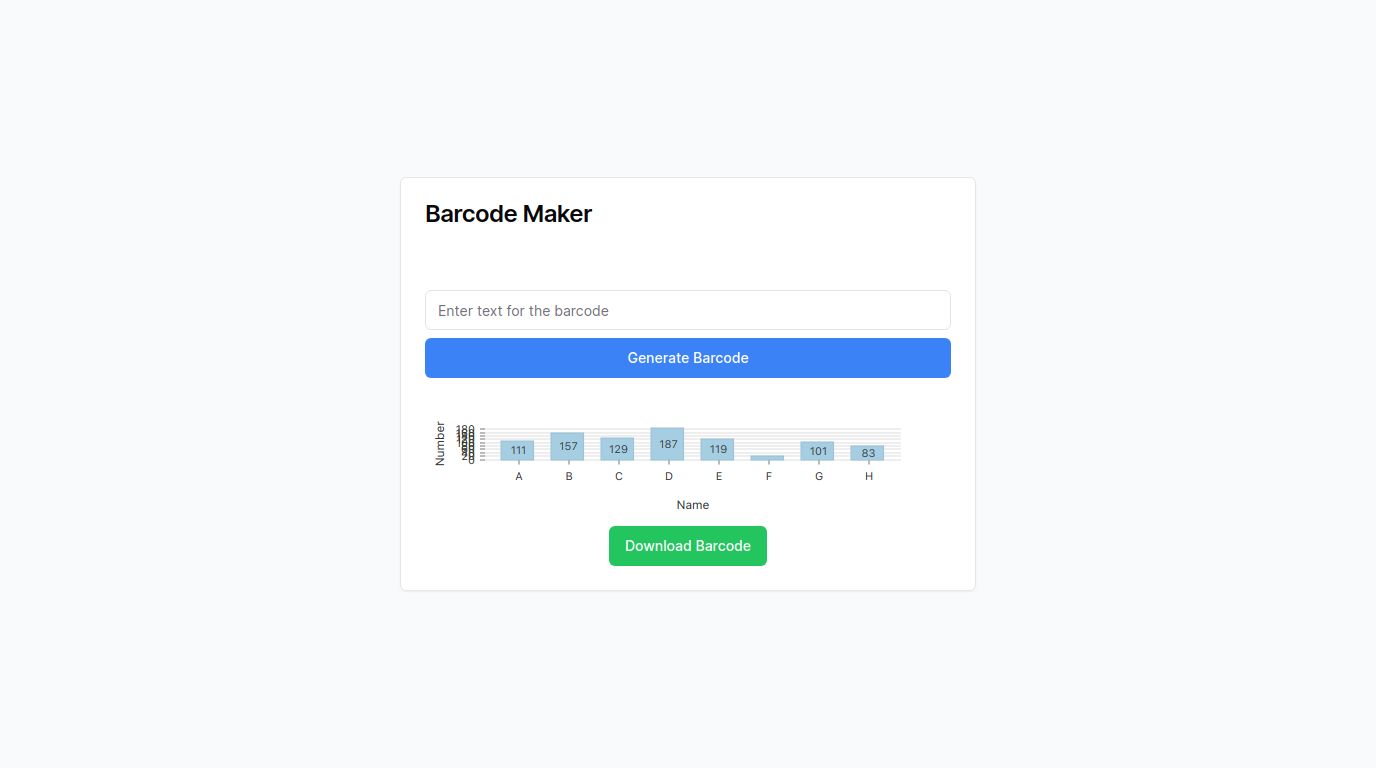 Barcode Maker
Enter text for the barcode
Generate Barcode
Number
180
0
111 157 129 187 119 101 83
A B C D E F G H
Name
Download Barcode